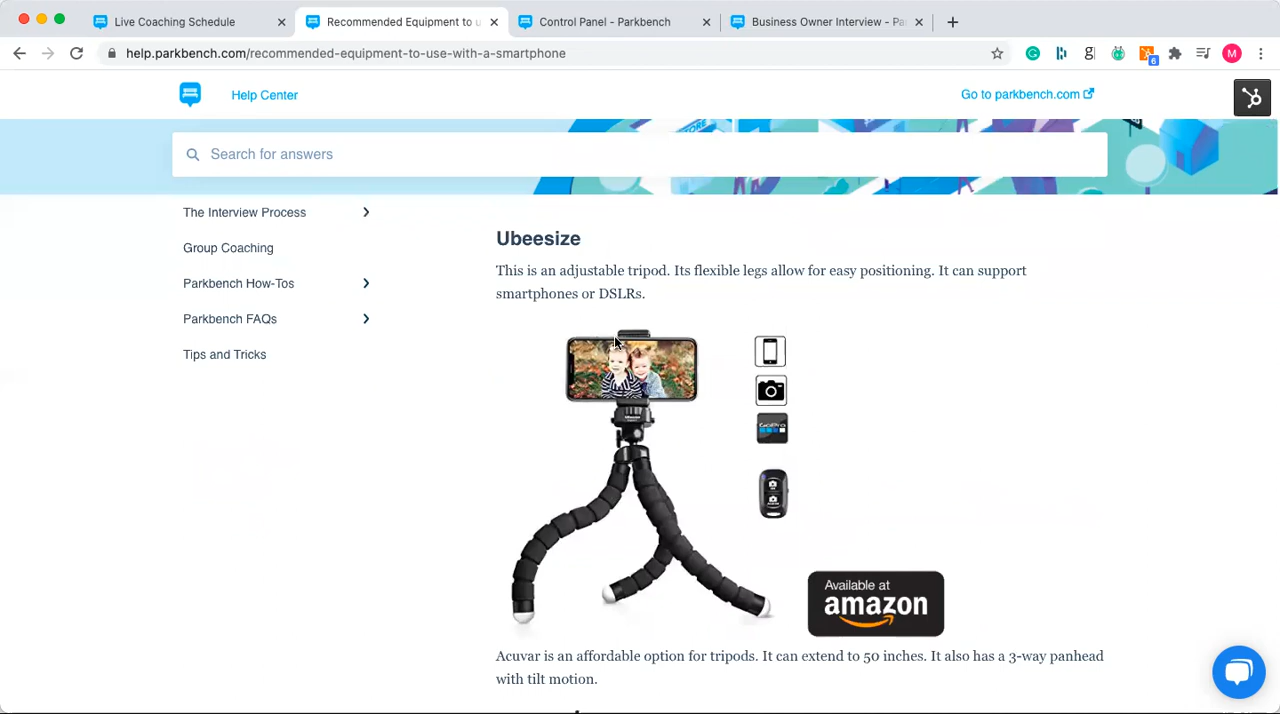 Live Coaching Schedule
Recommended Equipment to u
Control Panel - Parkbench
Business Owner Interview - Pa
help.parkbench.com/recommended-equipment-to-use-with-a-smartphone
6
M
Help Center
Go to parkbench.com
STORE
Search for answers
The Interview Process
Group Coaching
Parkbench How-Tos
Parkbench FAQs
Tips and Tricks
Ubeesize
This is an adjustable tripod. Its flexible legs allow for easy positioning. It can support
smartphones or DSLRs.
GoPro
Available at
amazon
Acuvar is an affordable option for tripods. It can extend to 50 inches. It also has a 3-way panhead
with tilt motion.